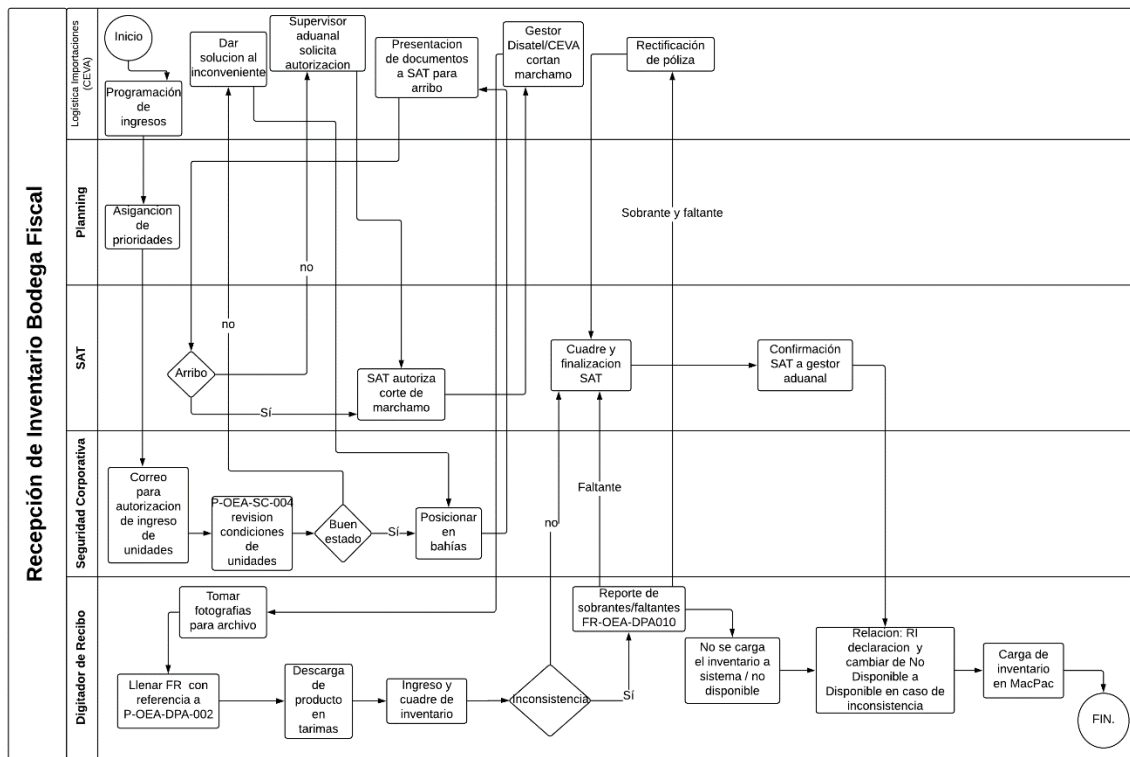 Recepción de Inventario Bodega Fiscal
Logística Importaciones
(CEVA)
Inicio
Programación
de
ingresos
Dar
solucion al
inconveniente
Supervisor
aduanal
solicita
autorizacion
Presentacion
de documentos
a SAT para
arribo
Gestor
Disatel/CEVA
cortan
marchamo
Rectificación
de póliza
Planning
Asigancion
de
prioridades
no
no
Sobrante y faltante
SAT
Arribo
Sí
SAT autoriza
corte de
marchamo
Cuadre y
finalizacion
SAT
Confirmación
SAT a gestor
aduanal
Seguridad Corporativa
Correo
para
autorizacion
de ingreso
de
unidades
P-OEA-SC-004
revision
condiciones
de
unidades
Buen
estado
Sí
Posicionar
en
bahías
no
Faltante
Digitador de Recibo
Tomar
fotografias
para archivo
Llenar FR con
referencia a
P-OEA-DPA-002
Descarga
de
producto
en
tarimas
Ingreso y
cuadre de
inventario
Inconsistencia
Sí
Reporte de
sobrantes/faltantes
FR-OEA-DPA010
No se carga
el inventario a
sistema / no
disponible
Relacion: RI
declaracion y
cambiar de No
Disponible a
Disponible en caso de
inconsistencia
Carga de
inventario
en MacPac
FIN.